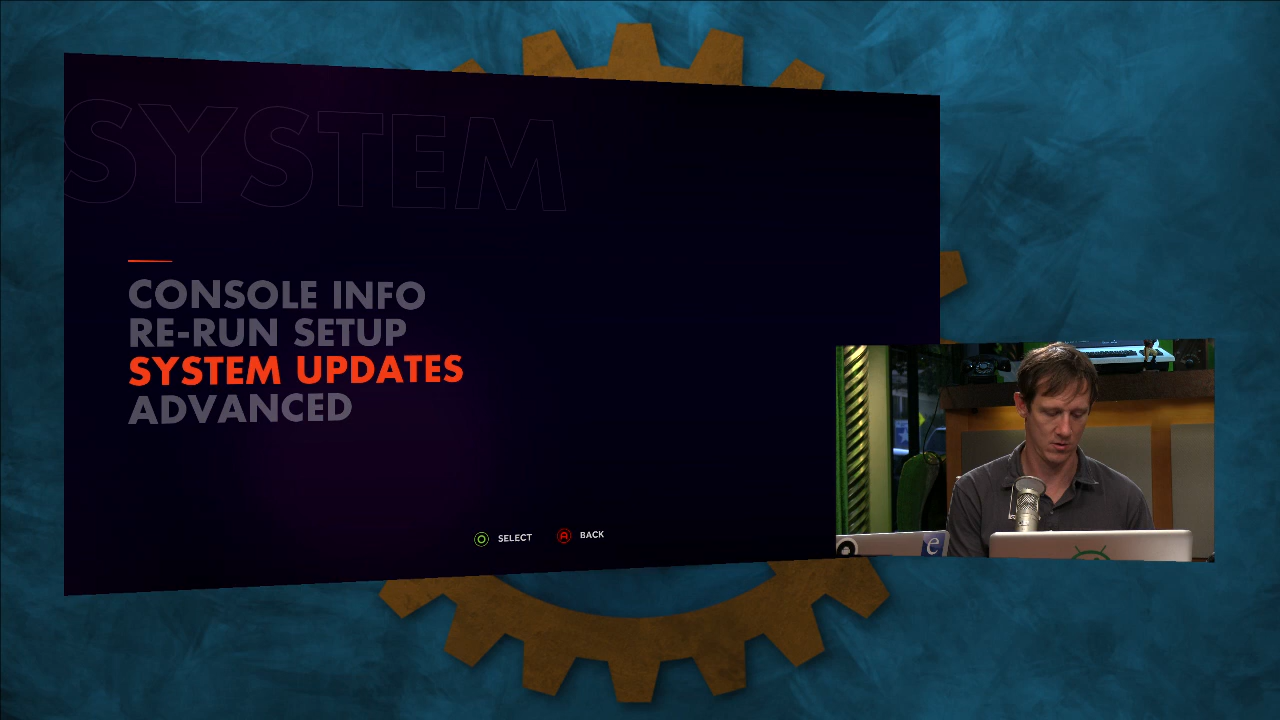 SYSTEM
CONSOLE INFO
RE-RUN SETUP
SYSTEM UPDATES
ADVANCED
O SELECT A BACK
e